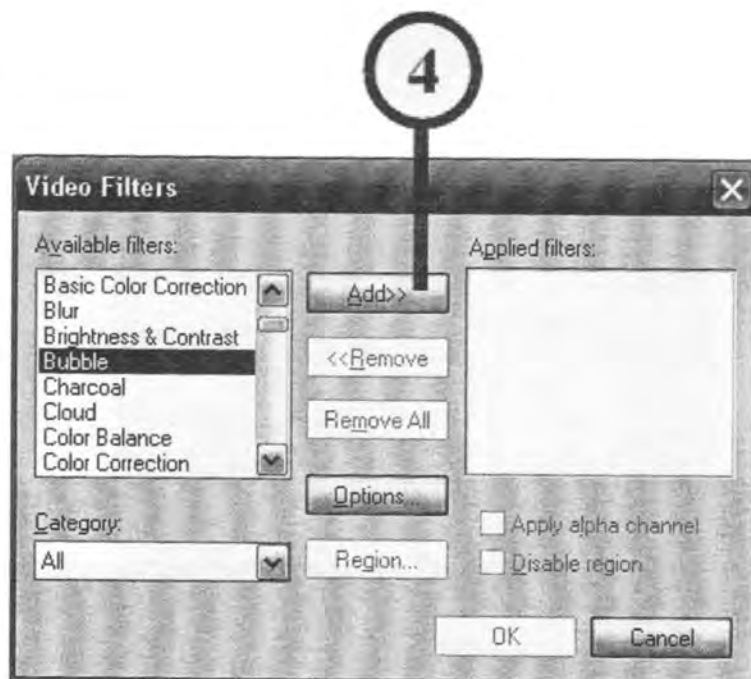 4
Video Filters
Available filters:
Basic Color Correction
Blur
Brightness & Contrast
Bubble
Charcoal
Cloud
Color Balance
Color Correction
Category:
All
Add>>
<<Remove
Remove All
Options...
Region...
Applied filters:
Apply alpha channel
Disable region
OK
Cancel